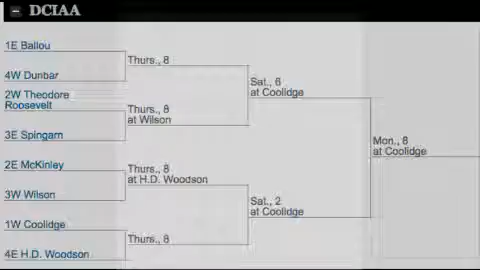 DCIAA
1E Ballou
Thurs., 8
4W Dunbar
Sat., 6
at Coolidge
2W Theodore
Roosevelt
Thurs., 8
at Wilson
3E Spingarn
Mon., 8
at Coolidge
2E McKinley
Thurs., 8
at H.D. Woodson
3W Wilson
Sat., 2
at Coolidge
1W Coolidge
Thurs., 8
4E H.D. Woodson